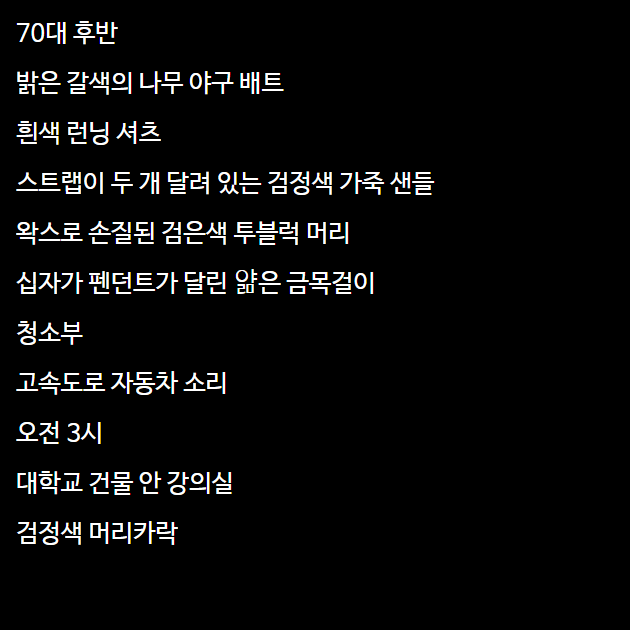 70대 후반
밝은 갈색의 나무 야구 배트
흰색 런닝 셔츠
스트랩이 두 개 달려 있는 검정색 가죽 샌들
왁스로 손질된 검은색 투블럭 머리
십자가 펜던트가 달린 얇은 금목걸이
청소부
고속도로 자동차 소리
오전 3시
대학교 건물 안 강의실
검정색 머리카락